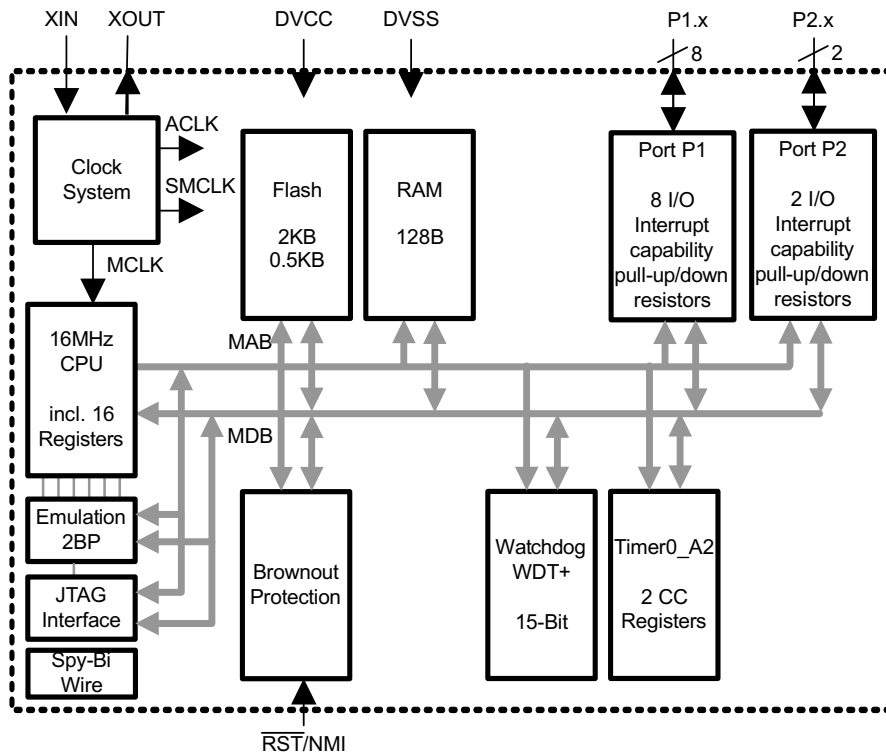 XIN
XOUT
DVCC
DVSS
P1.x
P2.x
8
2
ACLK
SMCLK
MCLK
Clock
System
Flash
2KB
0.5KB
RAM
128B
Port P1
8 I/O
Interrupt
capability
pull-up/down
resistors
Port P2
2 I/O
Interrupt
capability
pull-up/down
resistors
16MHz
CPU
incl. 16
Registers
MAB
MDB
Emulation
2BP
JTAG
Interface
Spy-Bi
Wire
Brownout
Protection
Watchdog
WDT+
15-Bit
Timer0_A2
2 CC
Registers
RST/NMI